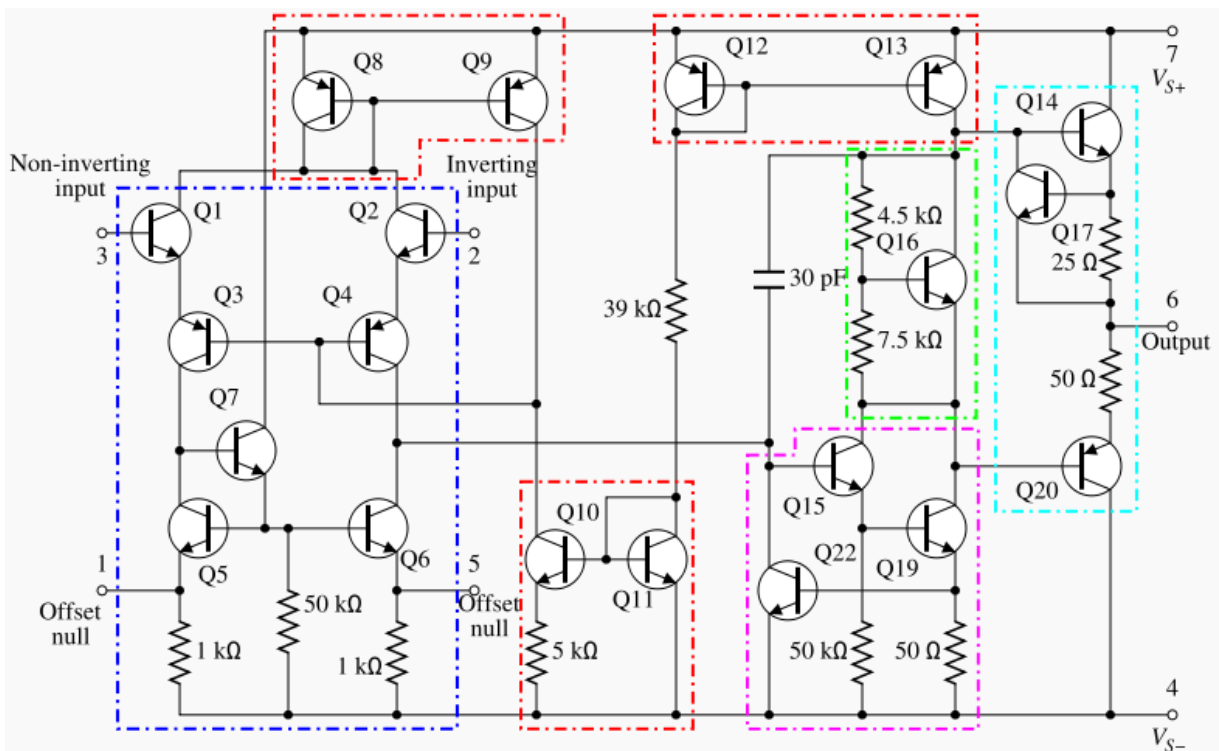 Q8
Q9
Q12
Q13
7
V_S+
Q14
Non-inverting
input
Inverting
input
Q1
Q2
3
2
4.5 kΩ
Q16
Q17
25 Ω
30 pF
39 kΩ
Q3
Q4
7.5 kΩ
6
Output
50 Ω
Q7
Q15
Q20
Q10
Q5
Q6
Q22
Q19
1
5
Offset
null
Offset
null
Q11
50 kΩ
1 kΩ
1 kΩ
5 kΩ
50 kΩ
50 Ω
4
V_S−